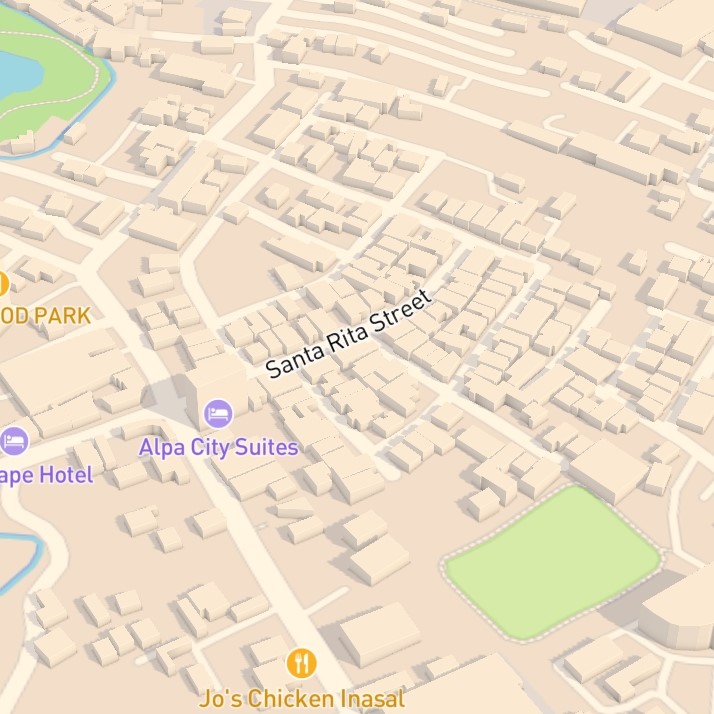 Santa Rita Street
OD PARK
Alpa City Suites
ape Hotel
Jo's Chicken Inasal